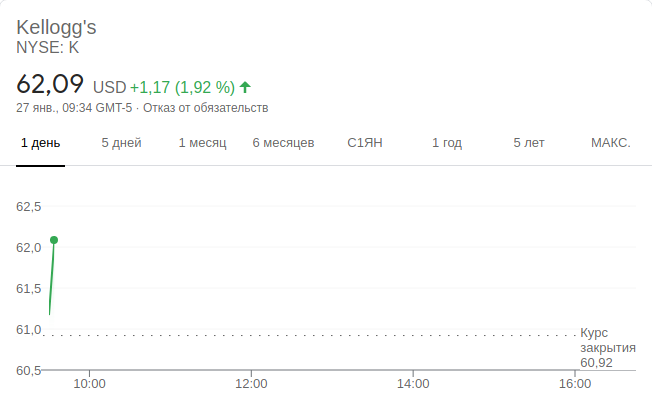 Kellogg's
NYSE: K
62,09 USD +1,17 (1,92 %)
27 янв., 09:34 GMT-5 · Отказ от обязательств
1 день 5 дней 1 месяц 6 месяцев С1ЯН 1 год 5 лет МАКС.
62,5
62,0
61,5
61,0
Курс
закрытия
60,92
60,5
10:00 12:00 14:00 16:00